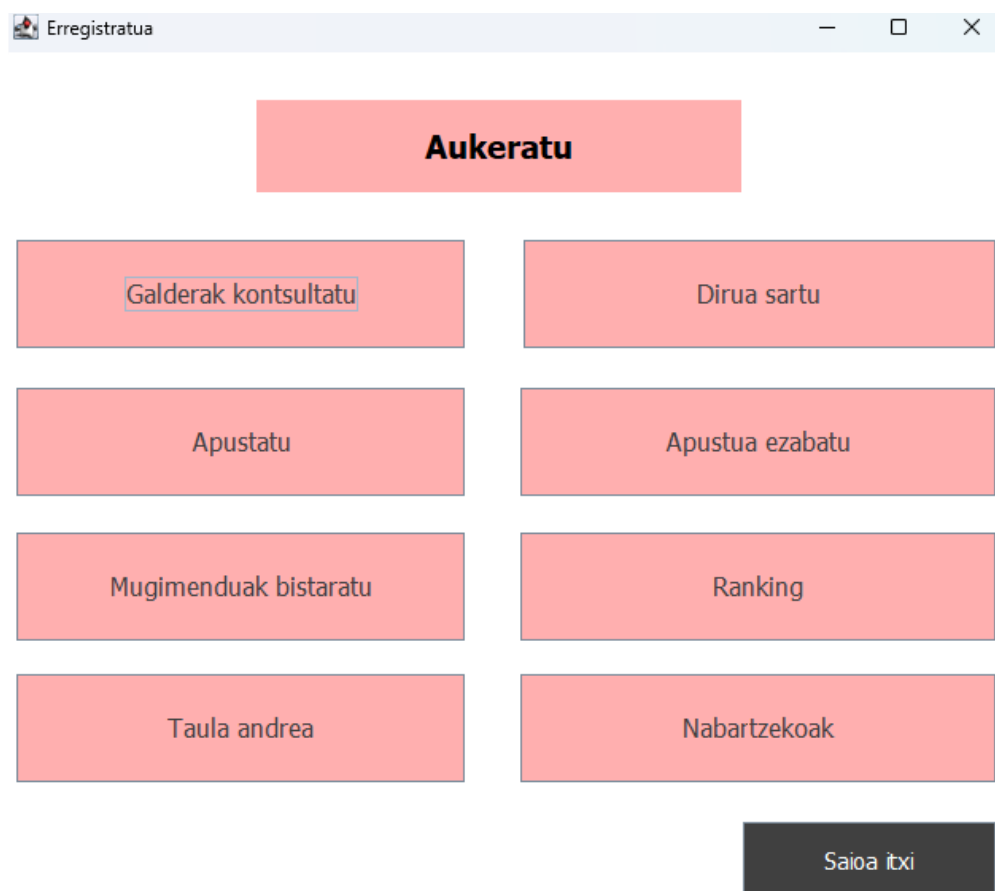 Erregistratua
Aukeratu
Galderak kontsultatu
Dirua sartu
Apustatu
Apustua ezabatu
Mugimenduak bistaratu
Ranking
Taula andrea
Nabartzekoak
Saioa itxi